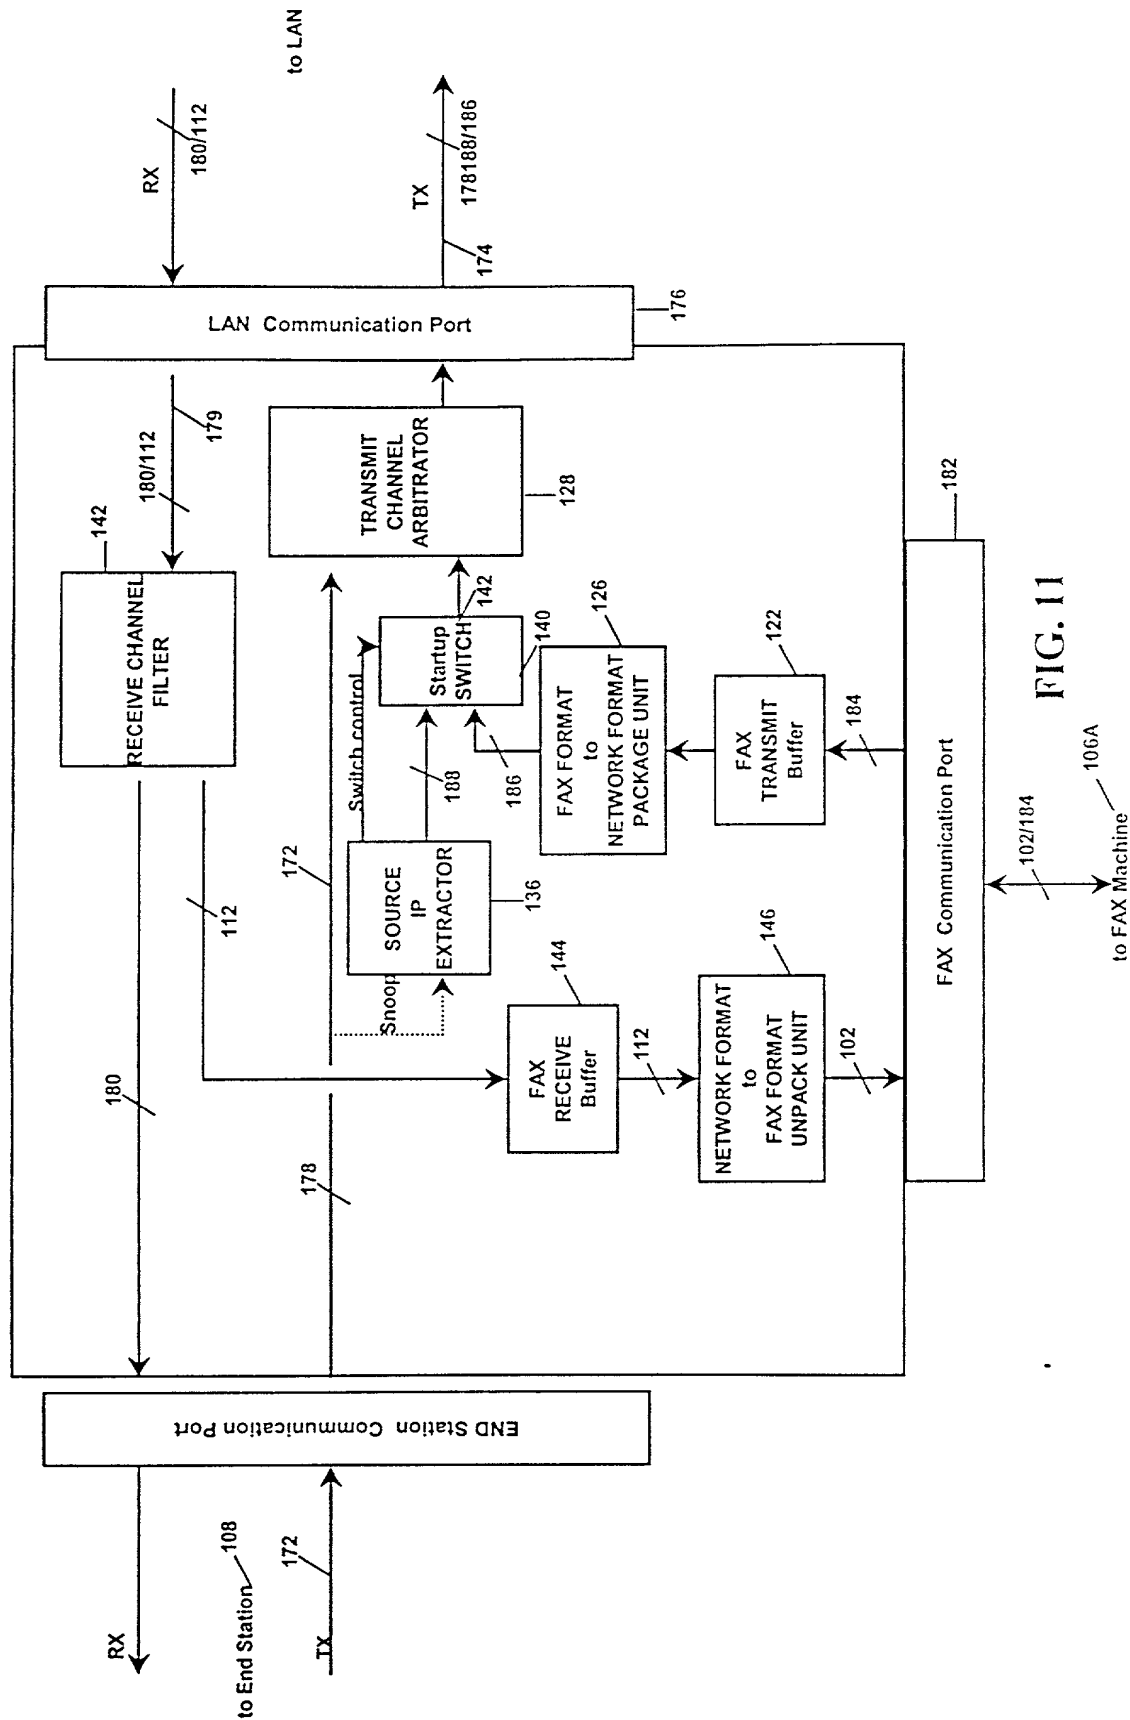 to LAN
RX
180/112
TX
178188/186
174
LAN Communication Port
176
179
180/112
142
RECEIVE CHANNEL
FILTER
TRANSMIT
CHANNEL
ARBITRATOR
128
182
Switch control
Startup
SWITCH
142
140
188
186
FAX FORMAT
to
NETWORK FORMAT
PACKAGE UNIT
126
FAX
TRANSMIT
Buffer
122
184
172
112
SOURCE
IP
EXTRACTOR
136
Snoop
144
FAX
RECEIVE
Buffer
112
146
NETWORK FORMAT
to
FAX FORMAT
UNPACK UNIT
102
FAX Communication Port
102/184
to FAX Machine
106A
180
178
END Station Communication Port
RX
to End Station
108
172
TX
FIG. 11